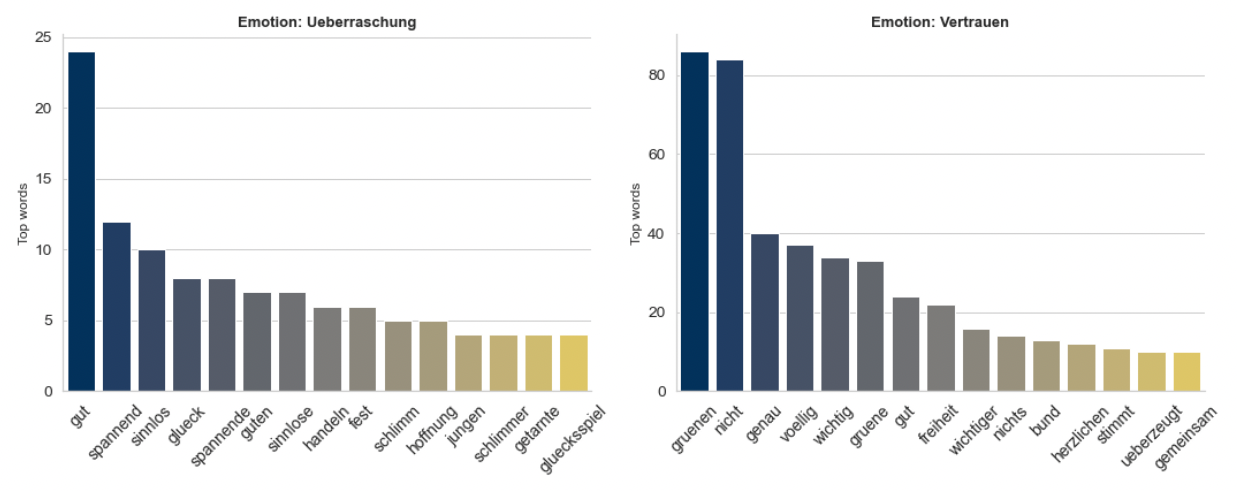 Emotion: Ueberraschung
Top words
25
20
15
10
5
0
gut
spannend
sinnlos
glueck
spannende
guten
sinnlose
handeln
fest
schlimm
hoffnung
jungen
schlimmer
getarnte
gluecksspiel
Emotion: Vertrauen
Top words
80
60
40
20
0
gruenen
nicht
genau
voellig
wichtig
gruene
gut
freiheit
wichtiger
nichts
bund
herzlichen
stimmt
ueberzeugt
gemeinsam